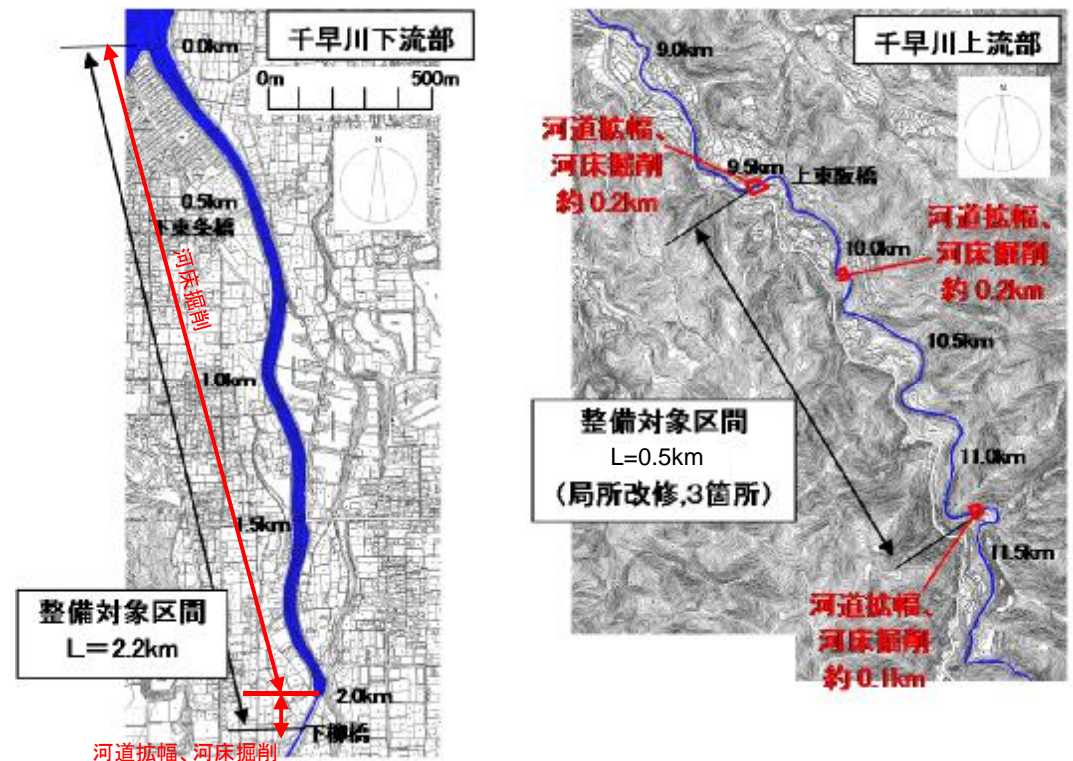 千早川下流部
0.0km
0m 500m
N
0.5km
下東条橋
河床掘削
1.0km
1.5km
整備対象区間
L=2.2km
2.0km
下柳橋
河道拡幅、河床掘削
千早川上流部
9.0km
N
河道拡幅、
河床掘削
約0.2km
9.5km
上東阪橋
河道拡幅、
河床掘削
約0.2km
10.0km
10.5km
整備対象区間
L=0.5km
(局所改修,3箇所)
11.0km
11.5km
河道拡幅、
河床掘削
約0.1km